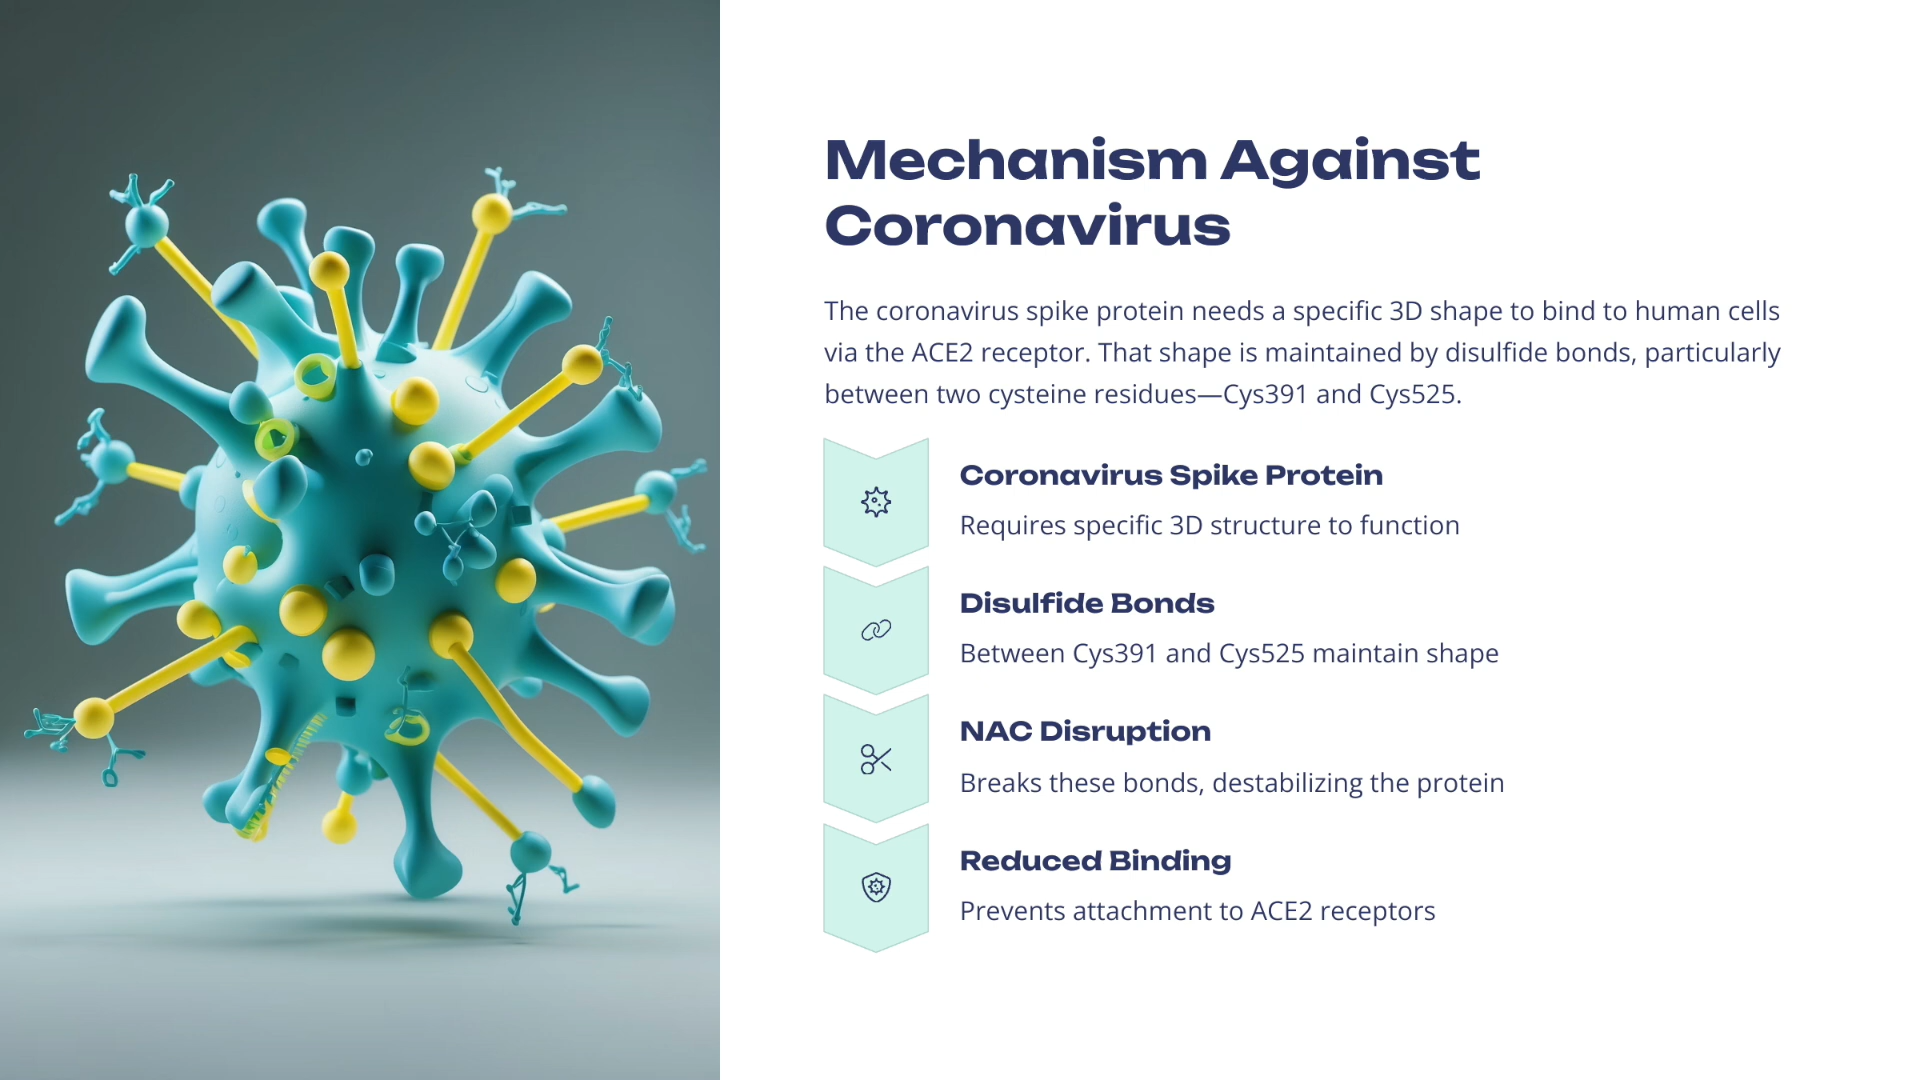 Mechanism Against
Coronavirus
The coronavirus spike protein needs a specific 3D shape to bind to human cells
via the ACE2 receptor. That shape is maintained by disulfide bonds, particularly
between two cysteine residues—Cys391 and Cys525.
Coronavirus Spike Protein
Requires specific 3D structure to function
Disulfide Bonds
Between Cys391 and Cys525 maintain shape
NAC Disruption
Breaks these bonds, destabilizing the protein
Reduced Binding
Prevents attachment to ACE2 receptors